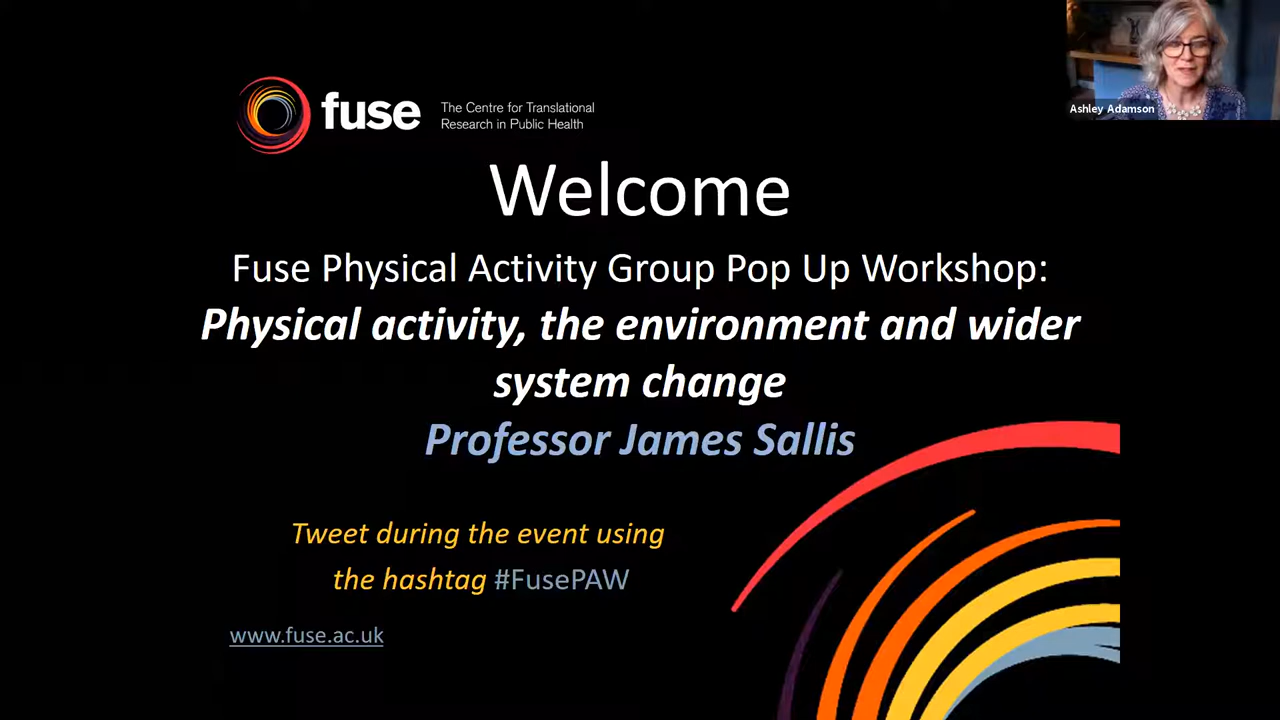 Ashley Adamson
fuse
The Centre for Translational
Research in Public Health
Welcome
Fuse Physical Activity Group Pop Up Workshop:
Physical activity, the environment and wider
system change
Professor James Sallis
Tweet during the event using
the hashtag #FusePAW
www.fuse.ac.uk